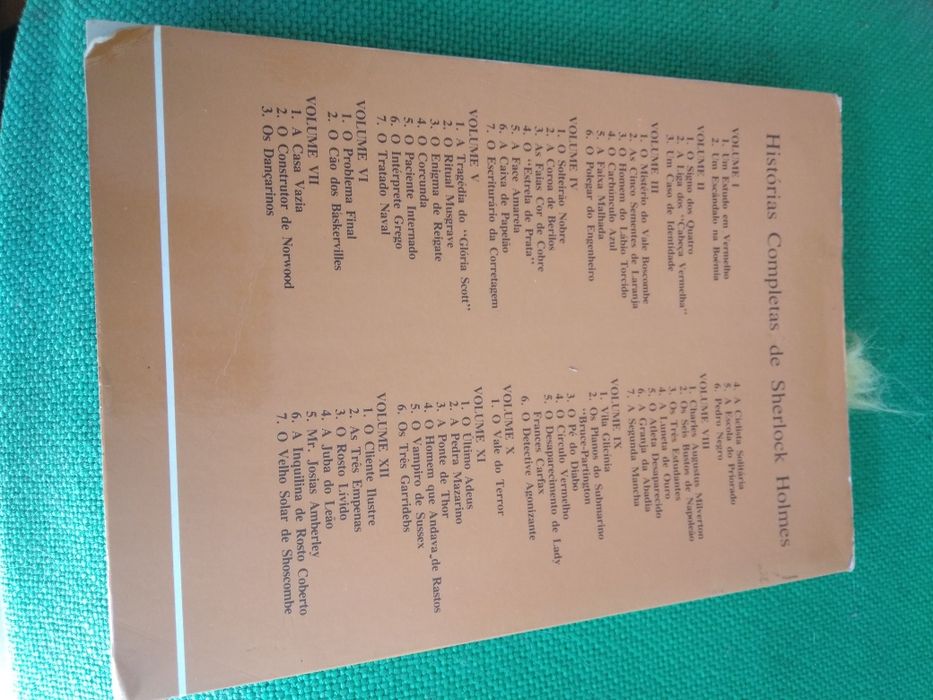 Histórias Completas de Sherlock Holmes
VOLUME I
1. Um Estudo em Vermelho
2. Um Escândalo na Boémia
VOLUME II
1. O Signo dos Quatro
2. A Liga dos "Cabeça Vermelha"
3. Um Caso de Identidade
VOLUME III
1. O Mistério do Vale Boscombe
2. As Cinco Sementes de Laranja
3. O Homem do Lábio Torcido
4. O Carbúnculo Azul
5. A Faixa Malhada
6. O Polegar do Engenheiro
VOLUME IV
1. O Solteirão Nobre
2. A Coroa de Berilos
3. As Faias Cor de Cobre
4. O "Estrela de Prata"
5. A Face Amarela
6. A Caixa de Papelão
7. O Escriturário da Corretagem
VOLUME V
1. A Tragédia do "Glória Scott"
2. O Ritual Musgrave
3. O Enigma de Reigate
4. O Corcunda
5. O Paciente Internado
6. O Intérprete Grego
7. O Tratado Naval
VOLUME VI
1. O Problema Final
2. O Cão dos Baskervilles
VOLUME VII
1. A Casa Vazia
2. O Construtor de Norwood
3. Os Dançarinos
4. A Ciclista Solitária
5. A Escola do Priorado
6. Pedro Negro
VOLUME VIII
1. Charles Augustus Milverton
2. Os Seis Bustos de Napoleão
3. Os Três Estudantes
4. A Luneta de Ouro
5. O Atleta Desaparecido
6. A Granja da Abadia
7. A Segunda Mancha
VOLUME IX
1. Vila Glicínia
2. Os Planos do Submarino
"Bruce-Partington"
3. O Pé do Diabo
4. O Círculo Vermelho
5. O Desaparecimento de Lady
Frances Carfax
6. O Detective Agonizante
VOLUME X
1. O Vale do Terror
VOLUME XI
1. O Último Adeus
2. A Pedra Mazarino
3. A Ponte de Thor
4. O Homem que Andava de Rastos
5. O Vampiro de Sussex
6. Os Três Garridebs
VOLUME XII
1. O Cliente Ilustre
2. As Três Empenas
3. O Rosto Lívido
4. A Juba do Leão
5. Mr. Josias Amberley
6. A Inquilina de Rosto Coberto
7. O Velho Solar de Shoscombe